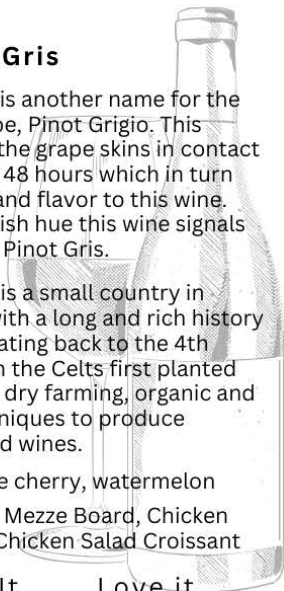 Gris
is another name for the
pe, Pinot Grigio. This
the grape skins in contact
48 hours which in turn
and flavor to this wine.
ish hue this wine signals
Pinot Gris.
is a small country in
with a long and rich history
ating back to the 4th
n the Celts first planted
dry farming, organic and
niques to produce
d wines.
e cherry, watermelon
Mezze Board, Chicken
Chicken Salad Croissant
It Love it